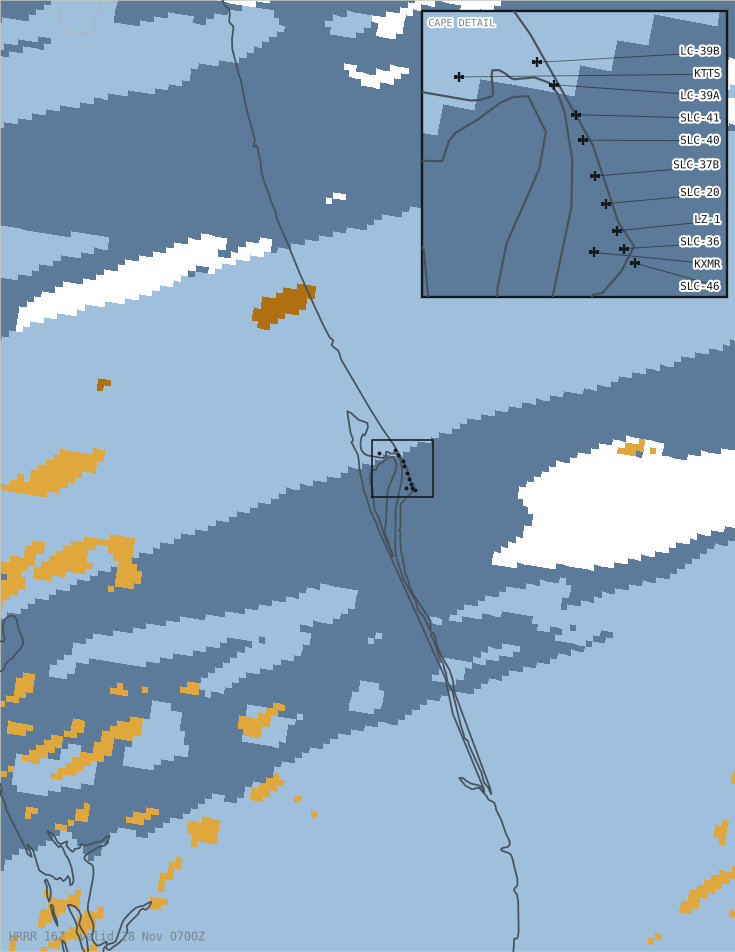 CAPE DETAIL
LC-39B
KTTS
LC-39A
SLC-41
SLC-40
SLC-37B
SLC-20
LZ-1
SLC-36
KXMR
SLC-46
HRRR 16Z valid 28 Nov 0700Z